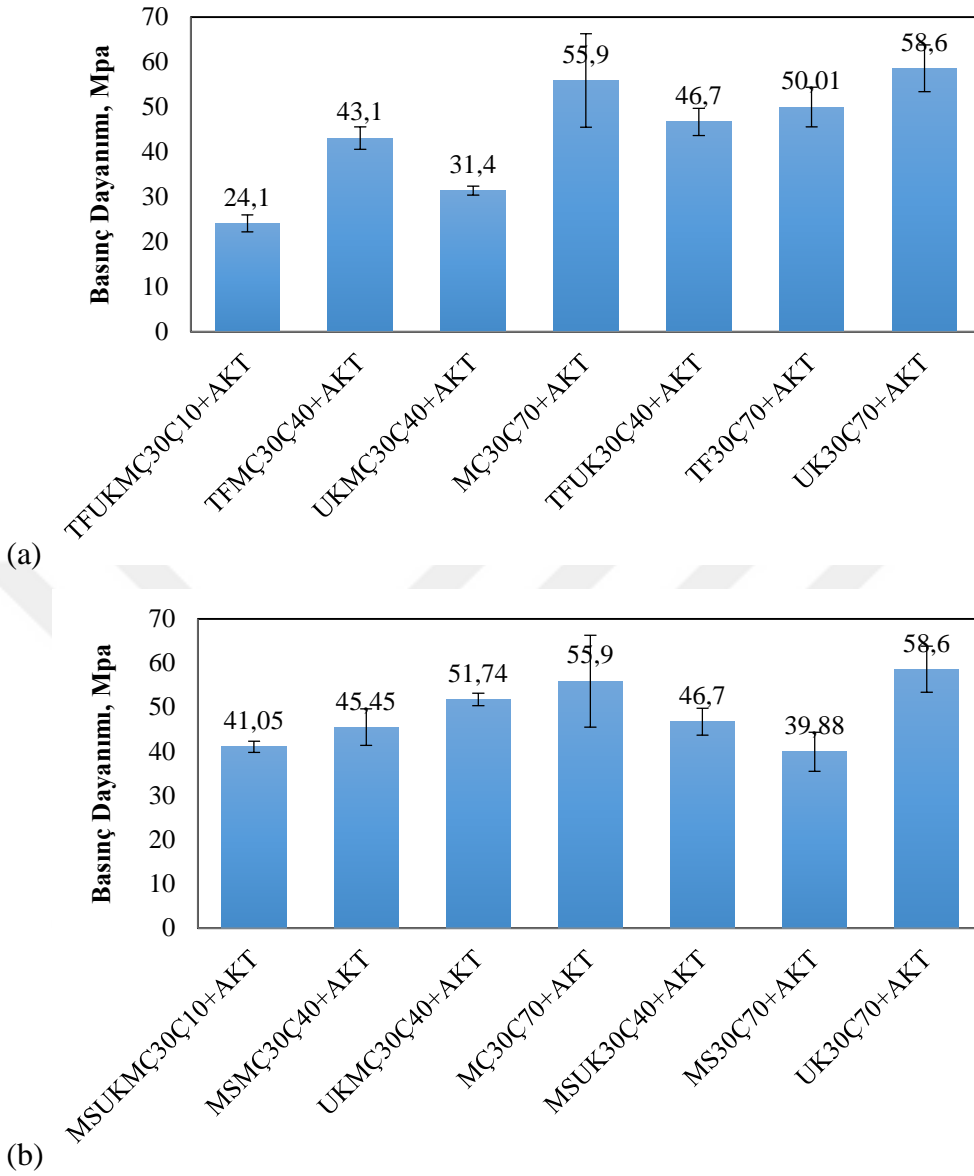 Basınç Dayanımı, Mpa
70
60
50
40
30
20
10
0
24,1
43,1
31,4
55,9
46,7
50,01
58,6
TFUKMÇ30Ç10+AKT
TFMÇ30Ç40+AKT
UKMÇ30Ç40+AKT
MÇ30Ç70+AKT
TFUK30Ç40+AKT
TF30Ç70+AKT
UK30Ç70+AKT
(a)
Basınç Dayanımı, Mpa
70
60
50
40
30
20
10
0
41,05
45,45
51,74
55,9
46,7
39,88
58,6
MSUKMÇ30Ç10+AKT
MSMÇ30Ç40+AKT
UKMÇ30Ç40+AKT
MÇ30Ç70+AKT
MSUK30Ç40+AKT
MS30Ç70+AKT
UK30Ç70+AKT
(b)